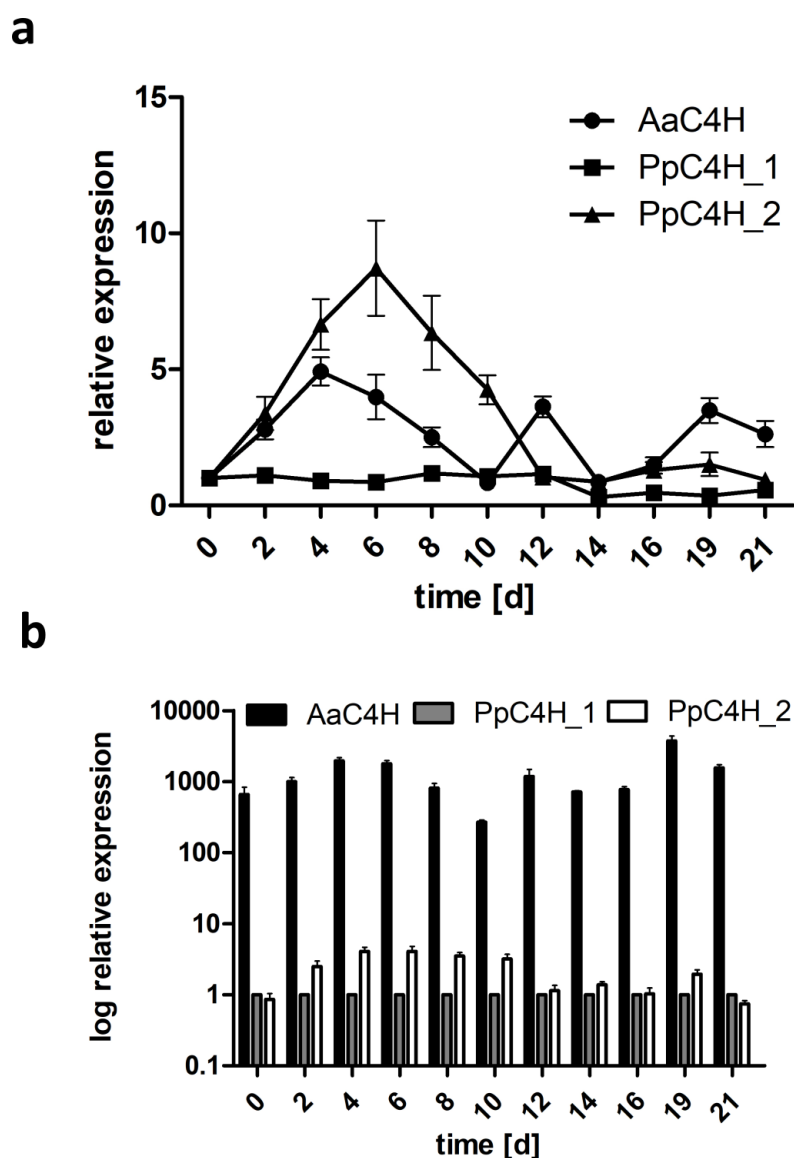 a
15
10
5
0
relative expression
AaC4H
PpC4H_1
PpC4H_2
0 2 4 6 8 10 12 14 16 19 21
time [d]
b
10000
1000
100
10
1
0.1
log relative expression
AaC4H PpC4H_1 PpC4H_2
0 2 4 6 8 10 12 14 16 19 21
time [d]